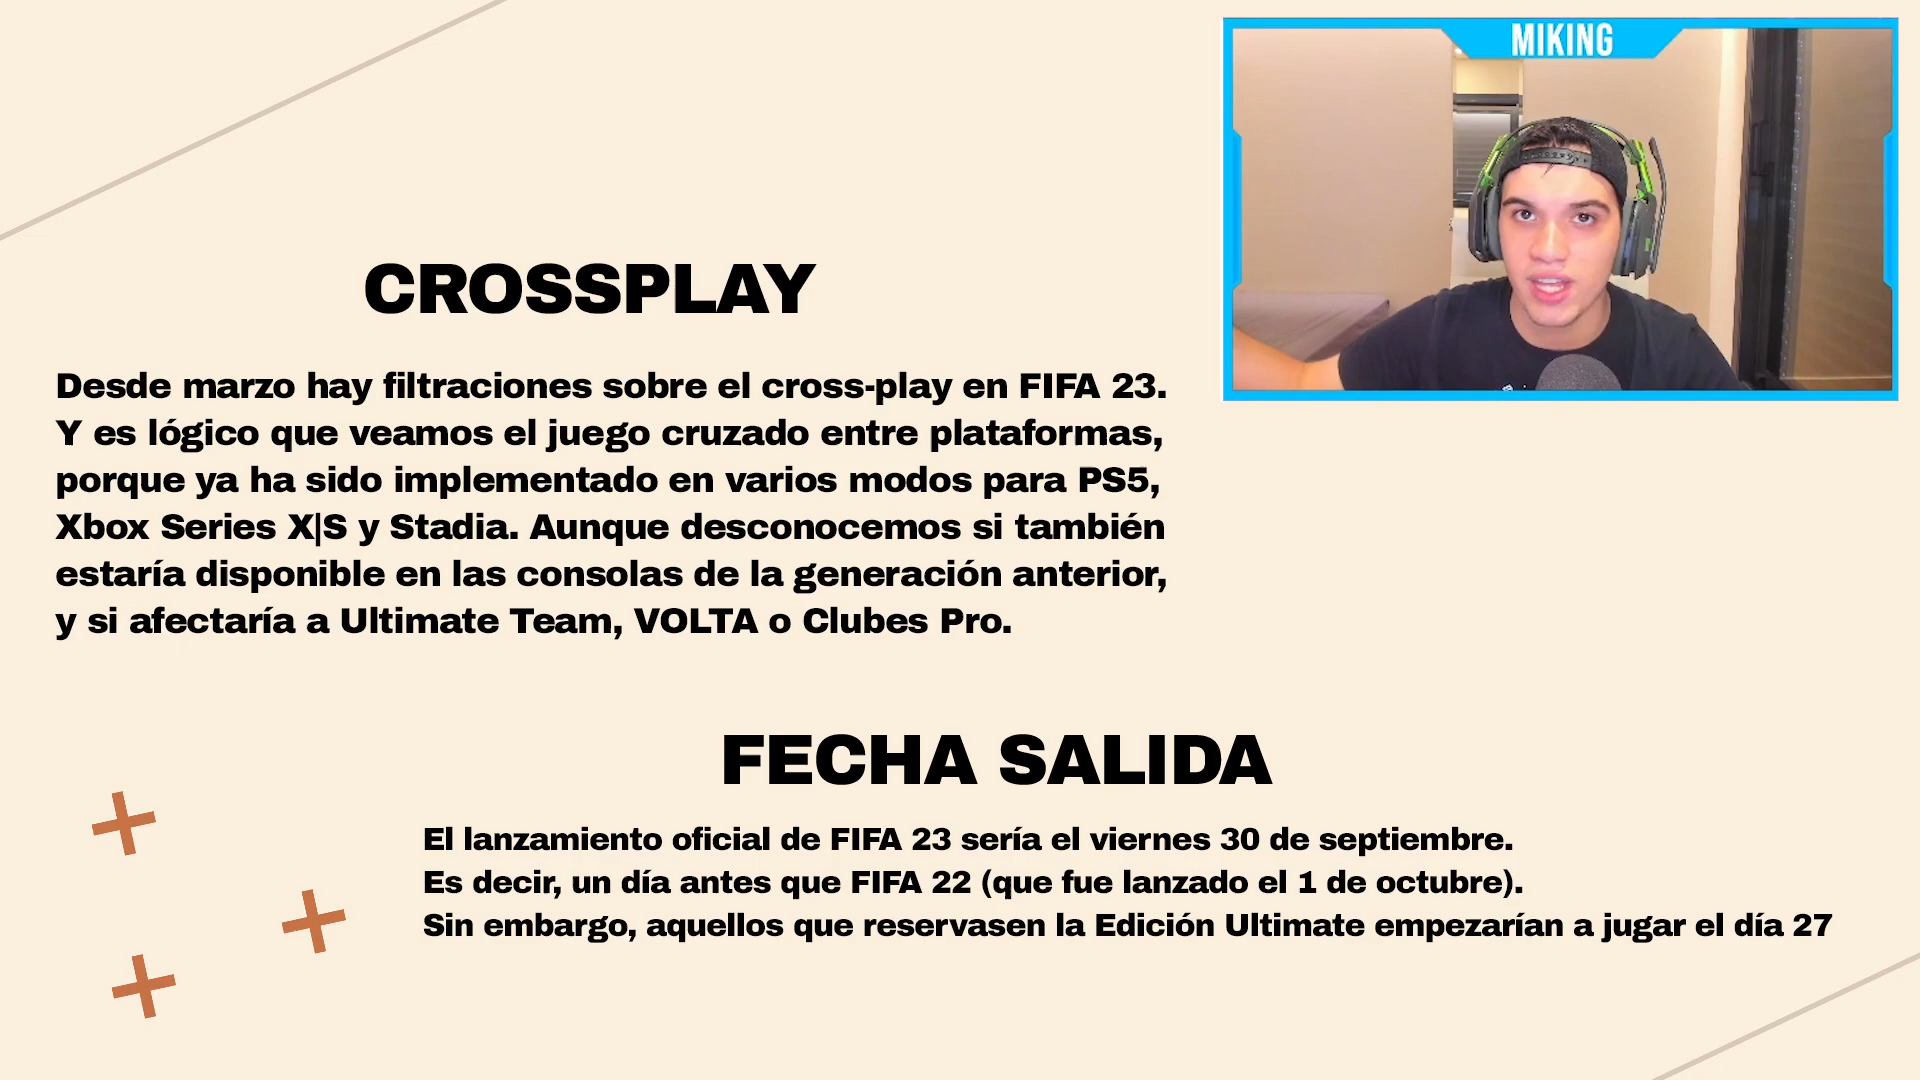 MIKING
CROSSPLAY
Desde marzo hay filtraciones sobre el cross-play en FIFA 23.
Y es lógico que veamos el juego cruzado entre plataformas,
porque ya ha sido implementado en varios modos para PS5,
Xbox Series X|S y Stadia. Aunque desconocemos si también
estaría disponible en las consolas de la generación anterior,
y si afectaría a Ultimate Team, VOLTA o Clubes Pro.
FECHA SALIDA
El lanzamiento oficial de FIFA 23 sería el viernes 30 de septiembre.
Es decir, un día antes que FIFA 22 (que fue lanzado el 1 de octubre).
Sin embargo, aquellos que reservasen la Edición Ultimate empezarían a jugar el día 27